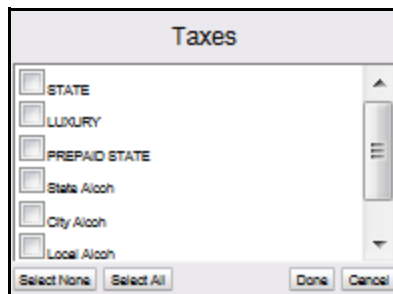 Taxes
STATE
LUXURY
PREPAID STATE
State Alcoh
City Alcoh
Local Alcoh
Select None Select All Done Cancel